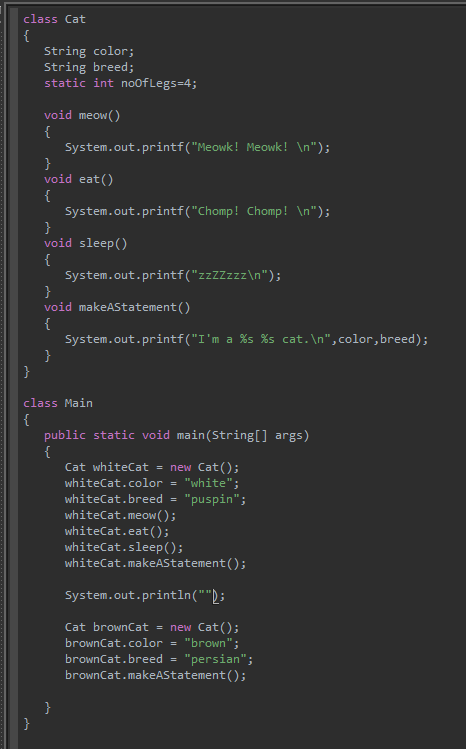 class Cat
{
   String color;
   String breed;
   static int noOfLegs=4;

   void meow()
   {
      System.out.printf("Meowk! Meowk! \n");
   }
   void eat()
   {
      System.out.printf("Chomp! Chomp! \n");
   }
   void sleep()
   {
      System.out.printf("zzZZzzz\n");
   }
   void makeAStatement()
   {
      System.out.printf("I'm a %s %s cat.\n",color,breed);
   }
}

class Main
{
   public static void main(String[] args)
   {
      Cat whiteCat = new Cat();
      whiteCat.color = "white";
      whiteCat.breed = "puspin";
      whiteCat.meow();
      whiteCat.eat();
      whiteCat.sleep();
      whiteCat.makeAStatement();

      System.out.println("");

      Cat brownCat = new Cat();
      brownCat.color = "brown";
      brownCat.breed = "persian";
      brownCat.makeAStatement();

   }
}